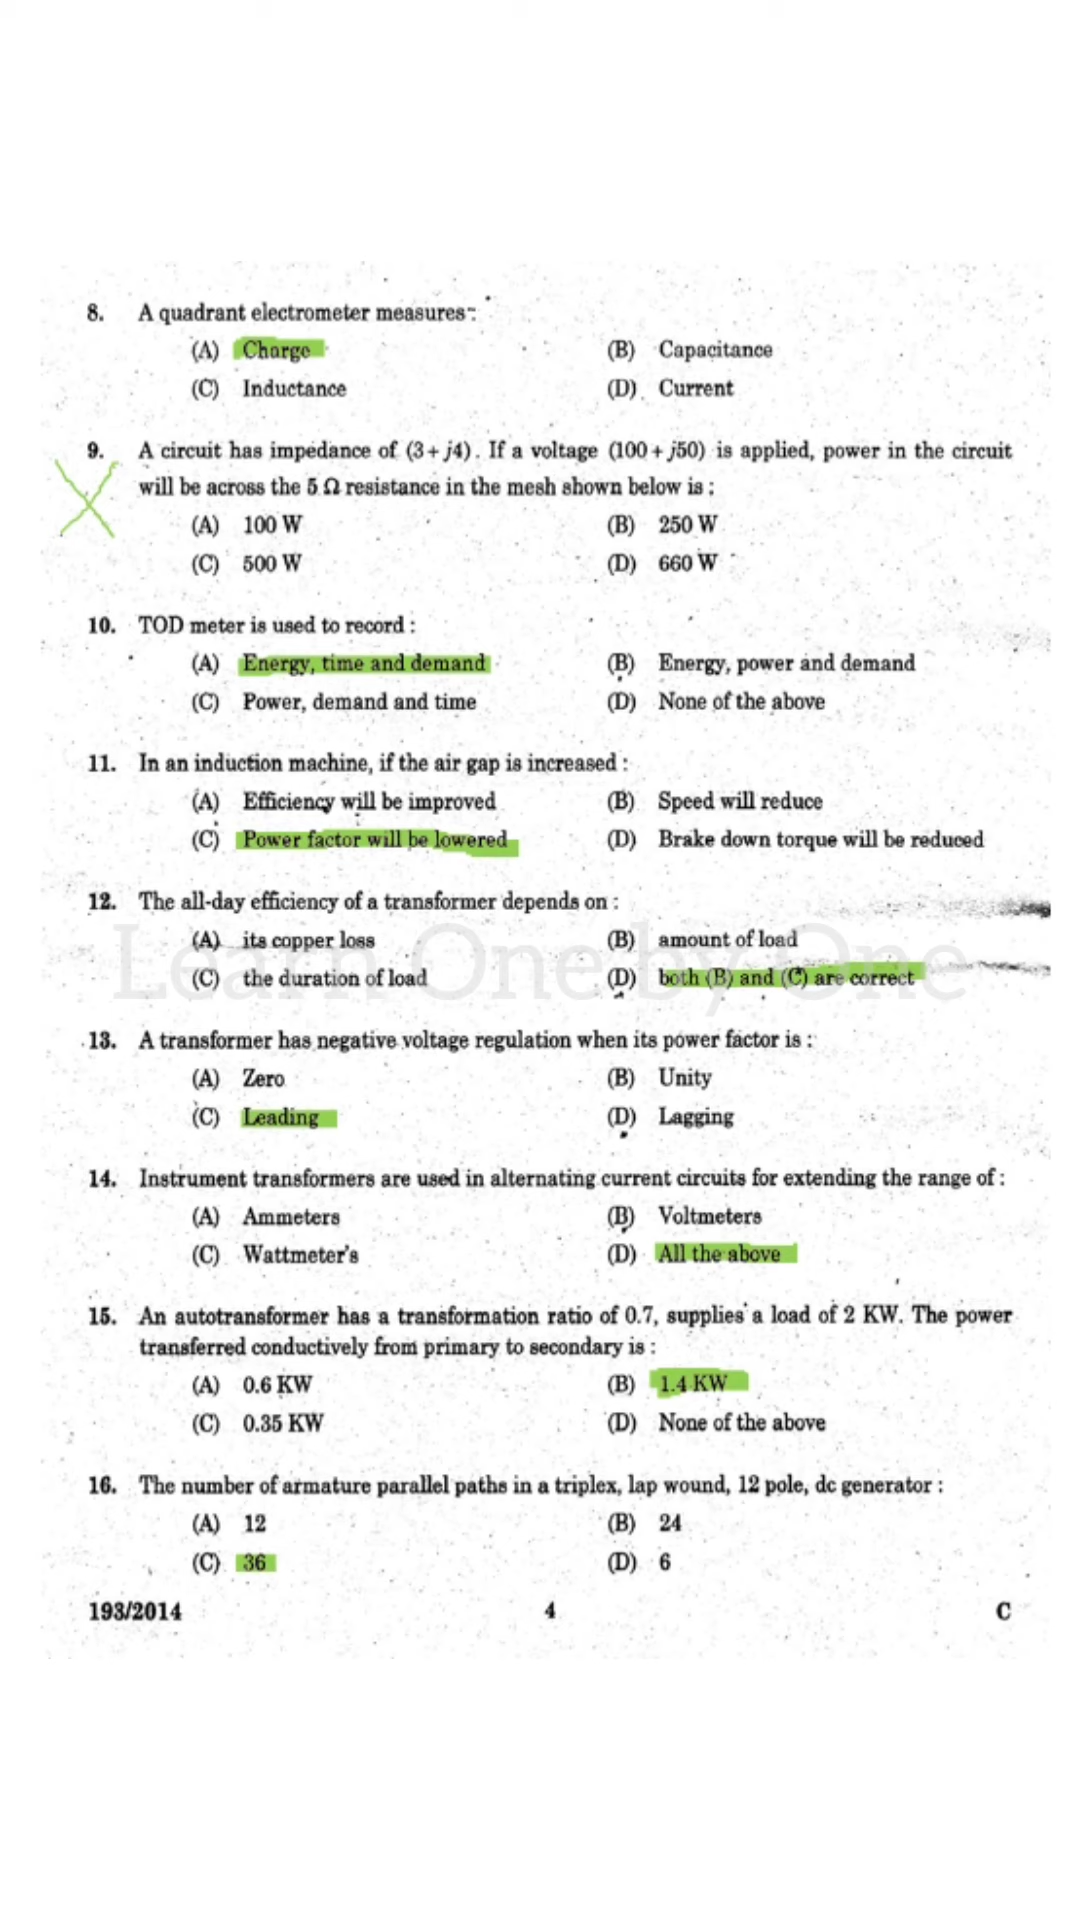 8. A quadrant electrometer measures :
(A) Charge (B) Capacitance
(C) Inductance (D) Current
9. A circuit has impedance of (3 + j4). If a voltage (100 + j50) is applied, power in the circuit
will be across the 5 Ω resistance in the mesh shown below is :
(A) 100 W (B) 250 W
(C) 500 W (D) 660 W
10. TOD meter is used to record :
(A) Energy, time and demand (B) Energy, power and demand
(C) Power, demand and time (D) None of the above
11. In an induction machine, if the air gap is increased :
(A) Efficiency will be improved (B) Speed will reduce
(C) Power factor will be lowered (D) Brake down torque will be reduced
12. The all-day efficiency of a transformer depends on :
(A) its copper loss (B) amount of load
Learn One by One
(C) the duration of load (D) both (B) and (C) are correct
13. A transformer has negative voltage regulation when its power factor is :
(A) Zero (B) Unity
(C) Leading (D) Lagging
14. Instrument transformers are used in alternating current circuits for extending the range of :
(A) Ammeters (B) Voltmeters
(C) Wattmeter's (D) All the above
15. An autotransformer has a transformation ratio of 0.7, supplies a load of 2 KW. The power
transferred conductively from primary to secondary is :
(A) 0.6 KW (B) 1.4 KW
(C) 0.35 KW (D) None of the above
16. The number of armature parallel paths in a triplex, lap wound, 12 pole, dc generator :
(A) 12 (B) 24
(C) 36 (D) 6
193/2014 4 C